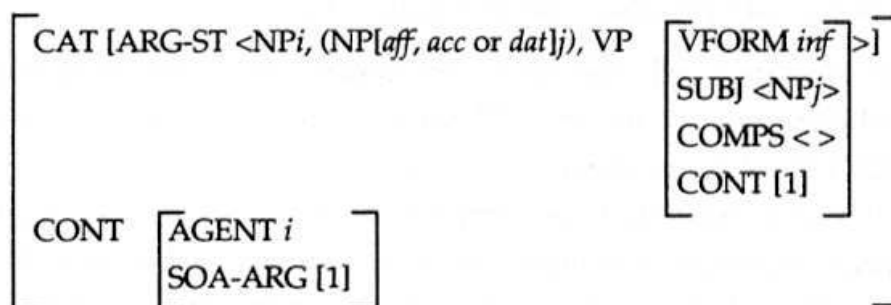 CAT [ARG-ST <NPi, (NP[aff, acc or dat]j), VP [VFORM inf >]
SUBJ <NPj>
COMPS < >
CONT [1]
CONT [AGENT i
SOA-ARG [1]